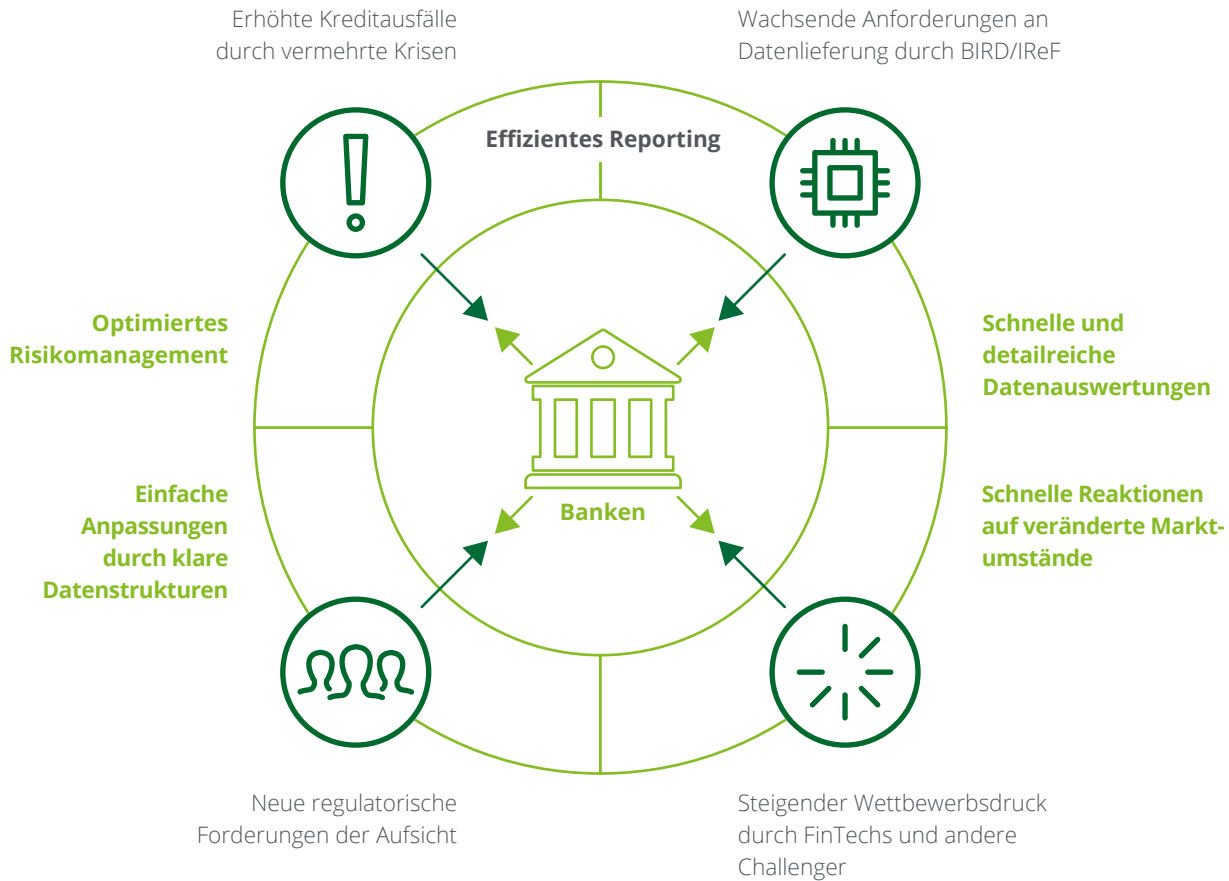 Erhöhte Kreditausfälle
durch vermehrte Krisen
Wachsende Anforderungen an
Datenlieferung durch BIRD/IReF
Effizientes Reporting
Optimiertes
Risikomanagement
Schnelle und
detailreiche
Datenauswertungen
Einfache
Anpassungen
durch klare
Datenstrukturen
Banken
Schnelle Reaktionen
auf veränderte Markt-
umstände
Neue regulatorische
Forderungen der Aufsicht
Steigender Wettbewerbsdruck
durch FinTechs und andere
Challenger